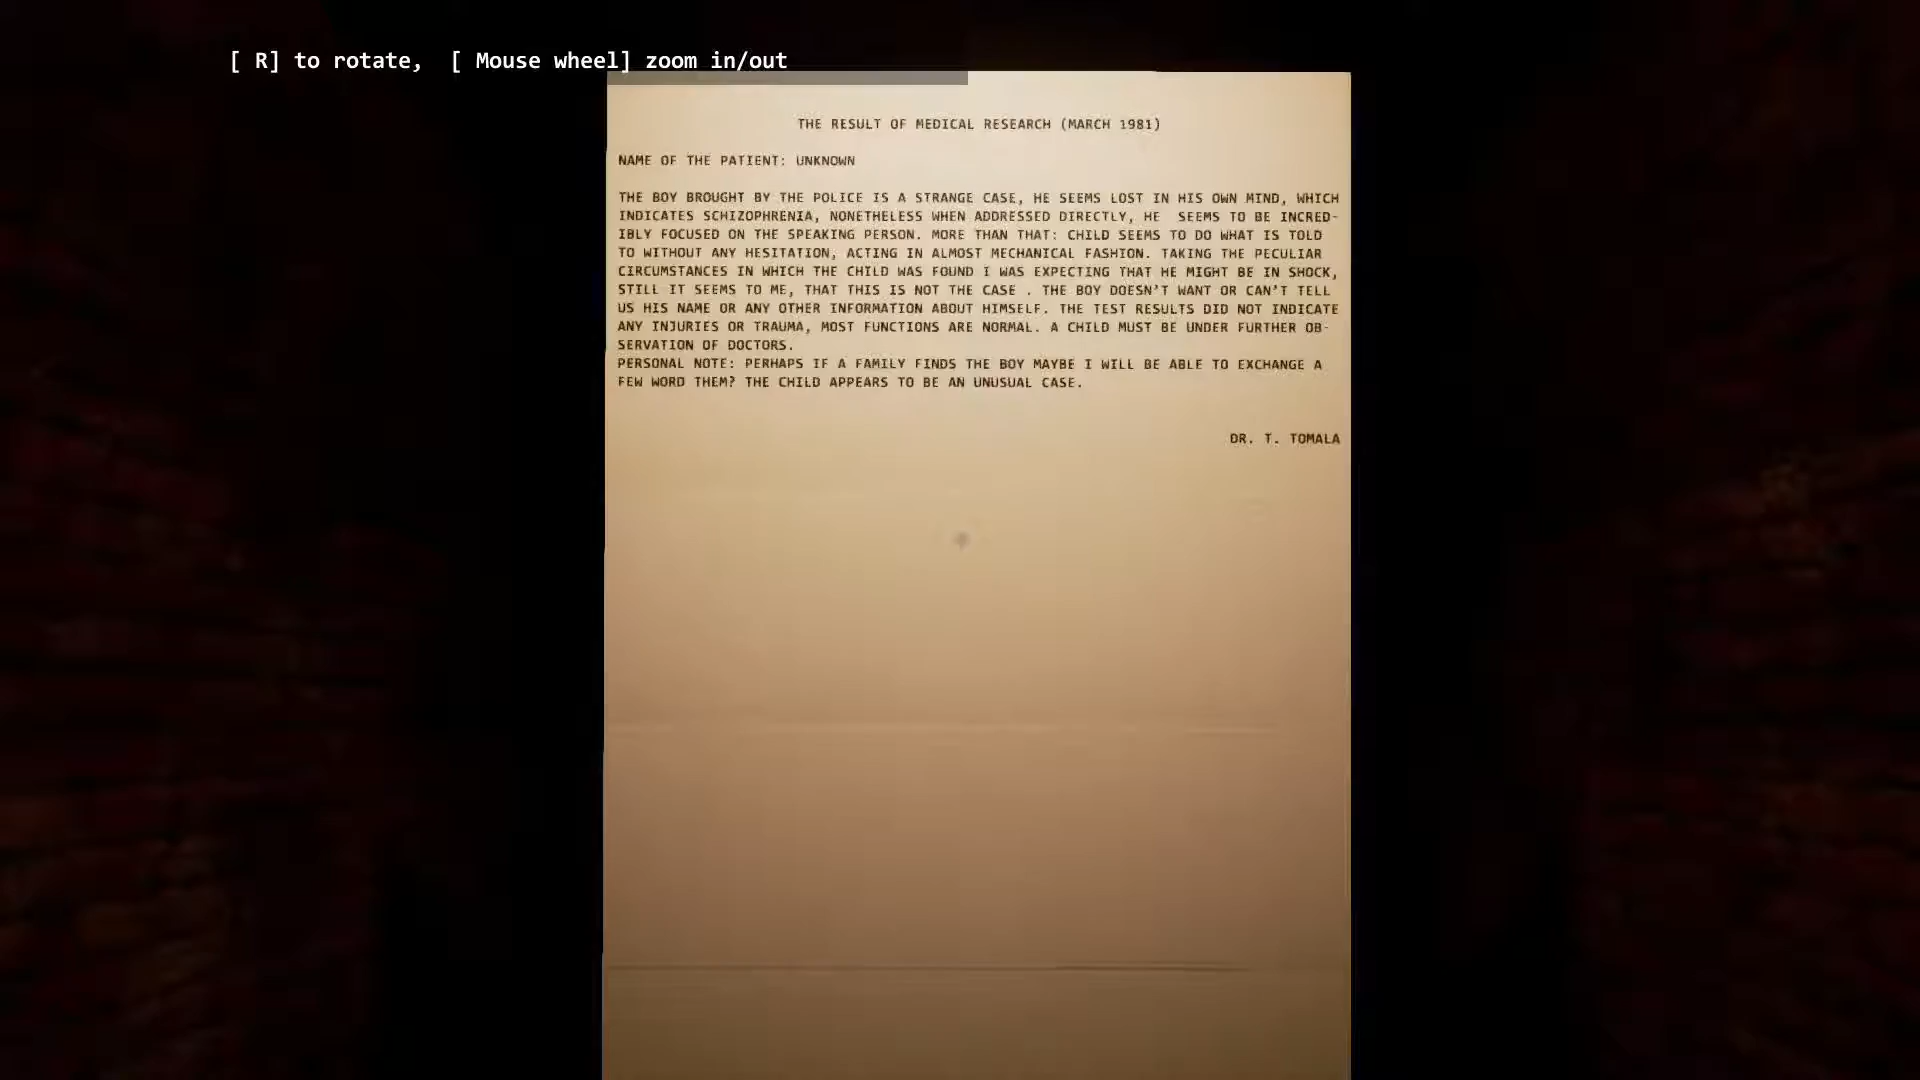 [ R] to rotate,  [ Mouse wheel] zoom in/out
THE RESULT OF MEDICAL RESEARCH (MARCH 1981)
NAME OF THE PATIENT: UNKNOWN
THE BOY BROUGHT BY THE POLICE IS A STRANGE CASE, HE SEEMS LOST IN HIS OWN MIND, WHICH
INDICATES SCHIZOPHRENIA, NONETHELESS WHEN ADDRESSED DIRECTLY, HE  SEEMS TO BE INCRED-
IBLY FOCUSED ON THE SPEAKING PERSON. MORE THAN THAT: CHILD SEEMS TO DO WHAT IS TOLD
TO WITHOUT ANY HESITATION, ACTING IN ALMOST MECHANICAL FASHION. TAKING THE PECULIAR
CIRCUMSTANCES IN WHICH THE CHILD WAS FOUND I WAS EXPECTING THAT HE MIGHT BE IN SHOCK,
STILL IT SEEMS TO ME, THAT THIS IS NOT THE CASE . THE BOY DOESN'T WANT OR CAN'T TELL
US HIS NAME OR ANY OTHER INFORMATION ABOUT HIMSELF. THE TEST RESULTS DID NOT INDICATE
ANY INJURIES OR TRAUMA, MOST FUNCTIONS ARE NORMAL. A CHILD MUST BE UNDER FURTHER OB-
SERVATION OF DOCTORS.
PERSONAL NOTE: PERHAPS IF A FAMILY FINDS THE BOY MAYBE I WILL BE ABLE TO EXCHANGE A
FEW WORD THEM? THE CHILD APPEARS TO BE AN UNUSUAL CASE.
DR. T. TOMALA